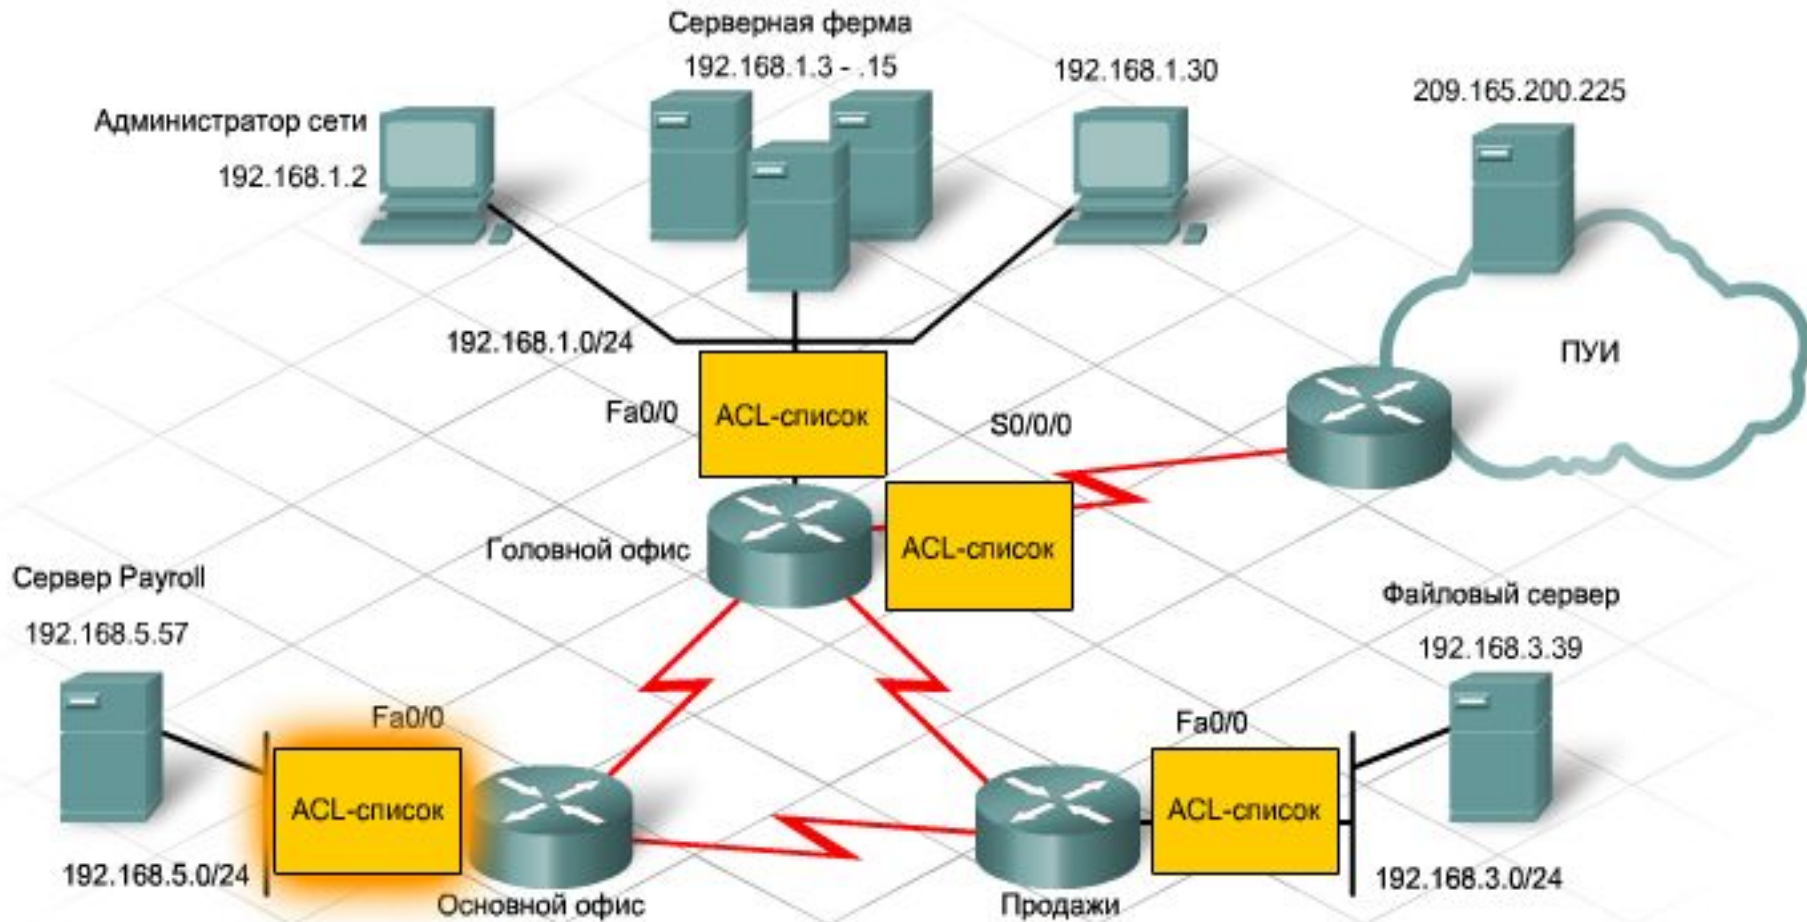 Серверная ферма
192.168.1.3 - .15
192.168.1.30
209.165.200.225
Администратор сети
192.168.1.2
192.168.1.0/24
ПУИ
Fa0/0
ACL-список
S0/0/0
Головной офис
ACL-список
Сервер Payroll
192.168.5.57
Файловый сервер
192.168.3.39
Fa0/0
Fa0/0
ACL-список
ACL-список
192.168.5.0/24
192.168.3.0/24
Основной офис
Продажи